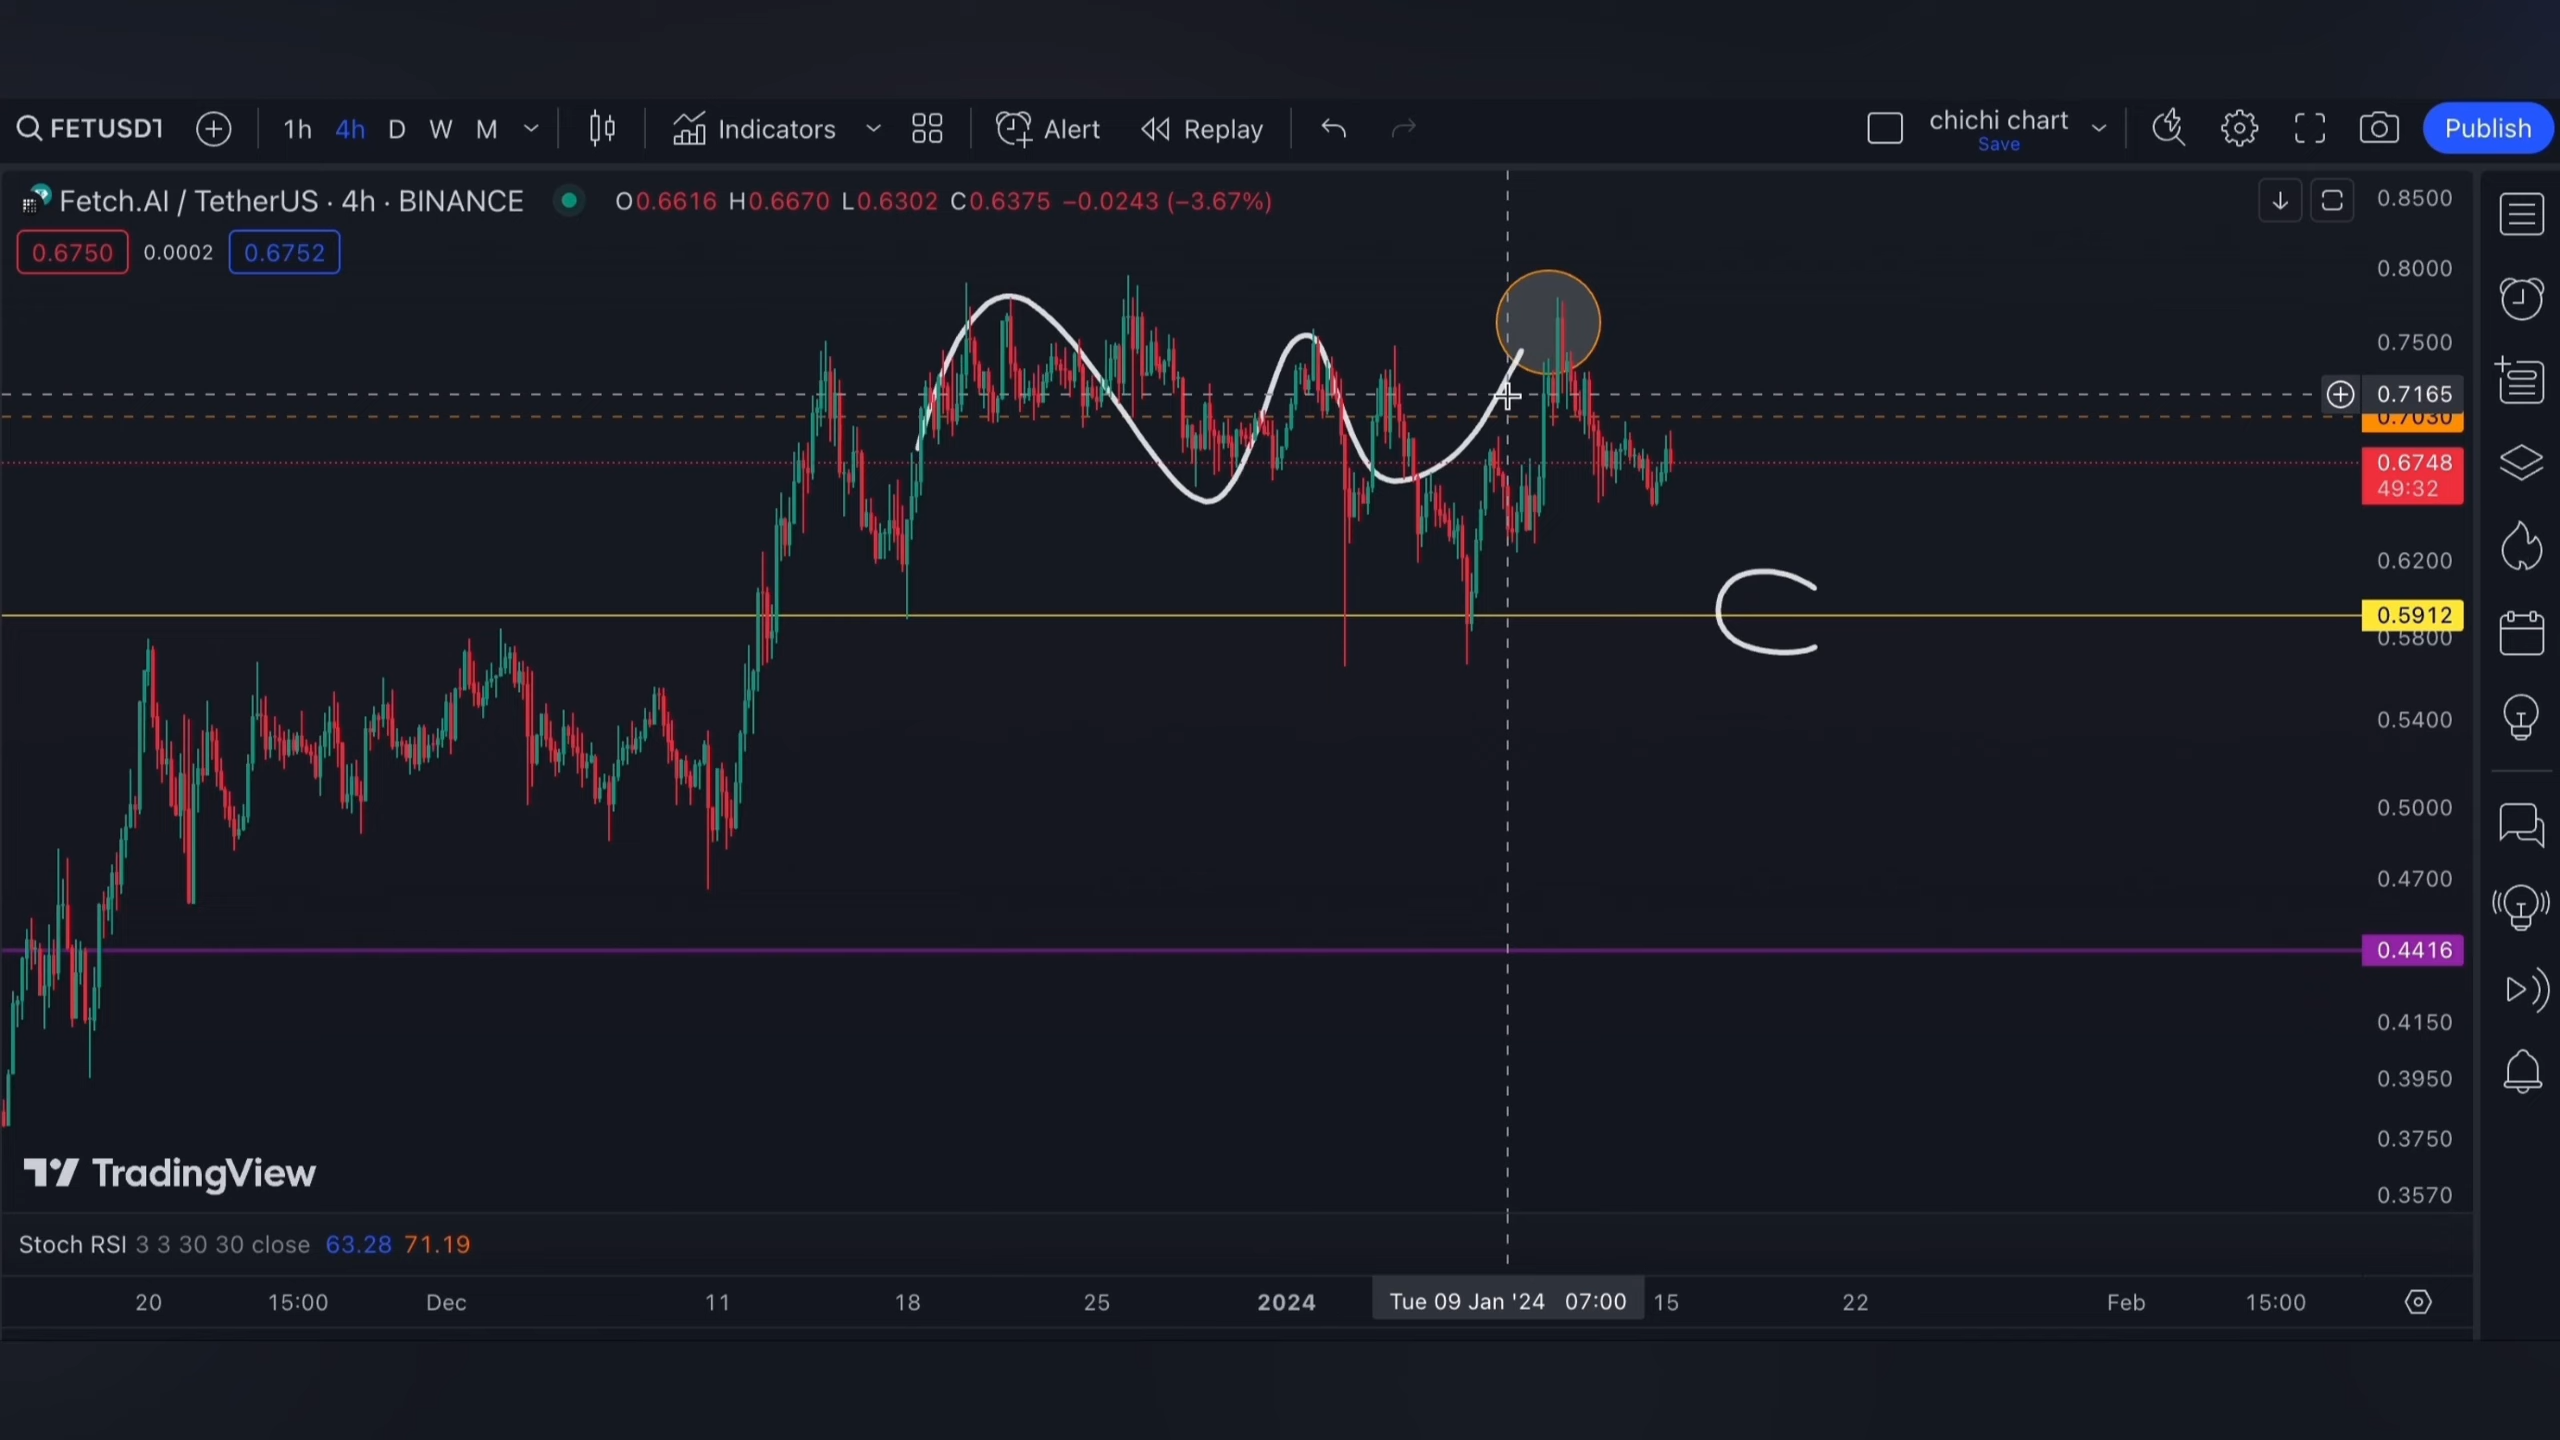 FETUSDT 1h 4h D W M Indicators Alert Replay chichi chart Publish
Save
Fetch.AI / TetherUS · 4h · BINANCE O0.6616 H0.6670 L0.6302 C0.6375 −0.0243 (−3.67%)
0.6750 0.0002 0.6752
0.8500
0.8000
0.7500
0.7165
0.7030
0.6748
49:32
0.6200
0.5912
0.5800
0.5400
0.5000
0.4700
0.4416
0.4150
0.3950
0.3750
0.3570
C
TradingView
Stoch RSI 3 3 30 30 close 63.28 71.19
20 15:00 Dec 11 18 25 2024 Tue 09 Jan '24 07:00 15 22 Feb 15:00